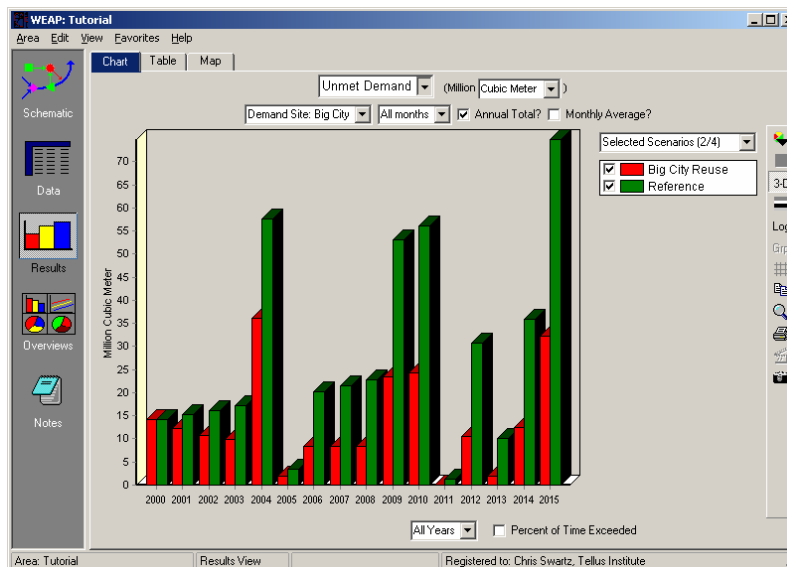 WEAP: Tutorial
Area Edit View Favorites Help
Chart Table Map
Unmet Demand (Million Cubic Meter )
Demand Site: Big City All months Annual Total? Monthly Average?
Selected Scenarios (2/4)
Big City Reuse
Reference
Schematic
Data
Results
Overviews
Notes
Million Cubic Meter
70
65
60
55
50
45
40
35
30
25
20
15
10
5
0
2000 2001 2002 2003 2004 2005 2006 2007 2008 2009 2010 2011 2012 2013 2014 2015
All Years Percent of Time Exceeded
3-D
Log
Grp
Area: Tutorial Results View Registered to: Chris Swartz, Tellus Institute